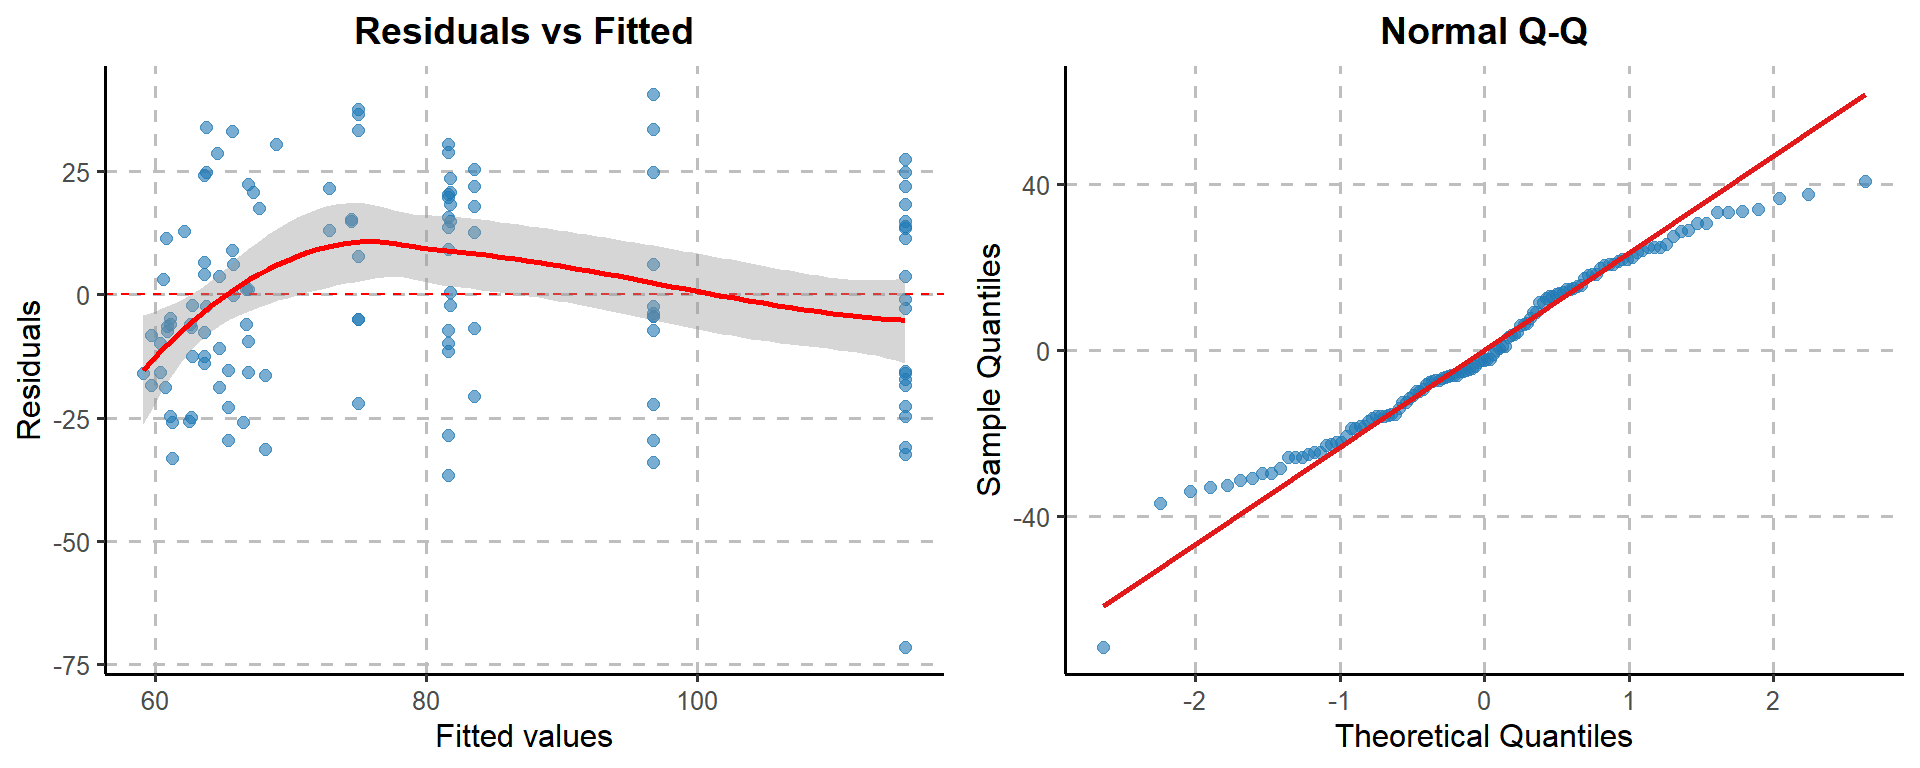 Residuals vs Fitted
Residuals
25
0
-25
-50
-75
60 80 100
Fitted values
Normal Q-Q
Sample Quantiles
40
0
-40
-2 -1 0 1 2
Theoretical Quantiles